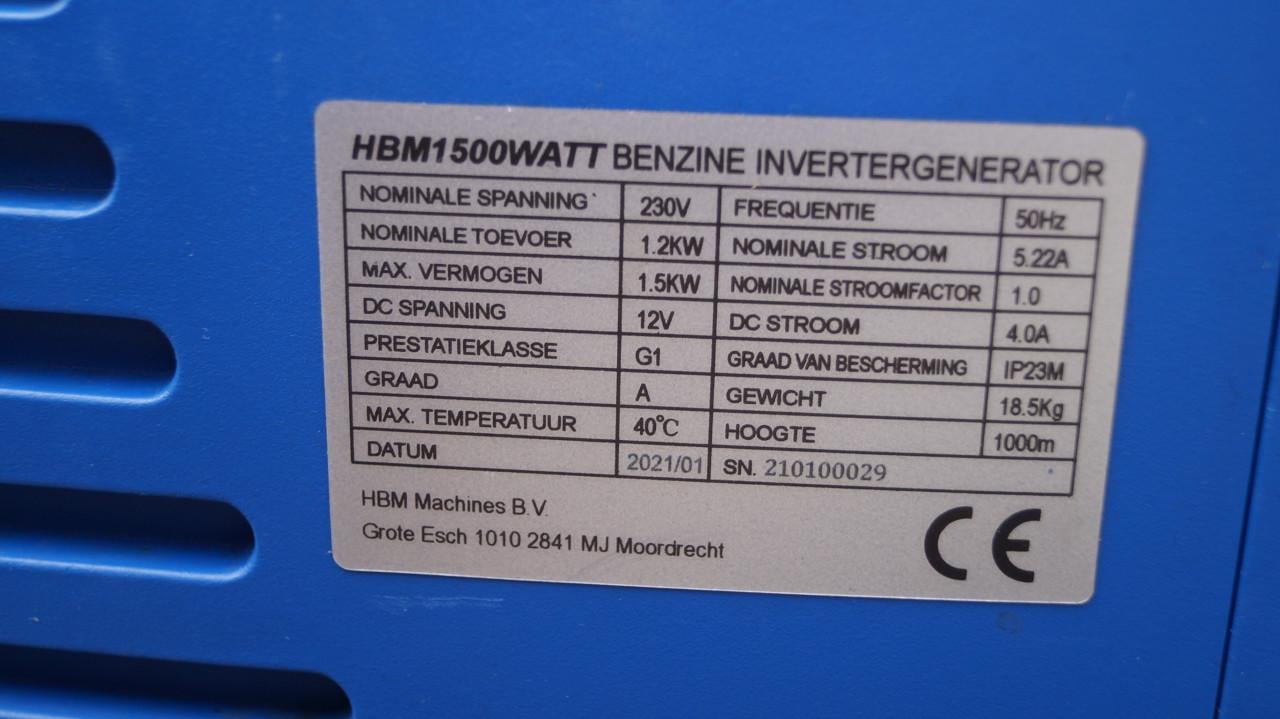 HBM1500WATT BENZINE INVERTERGENERATOR
NOMINALE SPANNING 230V FREQUENTIE 50Hz
NOMINALE TOEVOER 1.2KW NOMINALE STROOM 5.22A
MAX. VERMOGEN 1.5KW NOMINALE STROOMFACTOR 1.0
DC SPANNING 12V DC STROOM 4.0A
PRESTATIEKLASSE G1 GRAAD VAN BESCHERMING IP23M
GRAAD A GEWICHT 18.5Kg
MAX. TEMPERATUUR 40℃ HOOGTE 1000m
DATUM 2021/01 SN. 210100029
HBM Machines B.V.
Grote Esch 1010 2841 MJ Moordrecht
CE